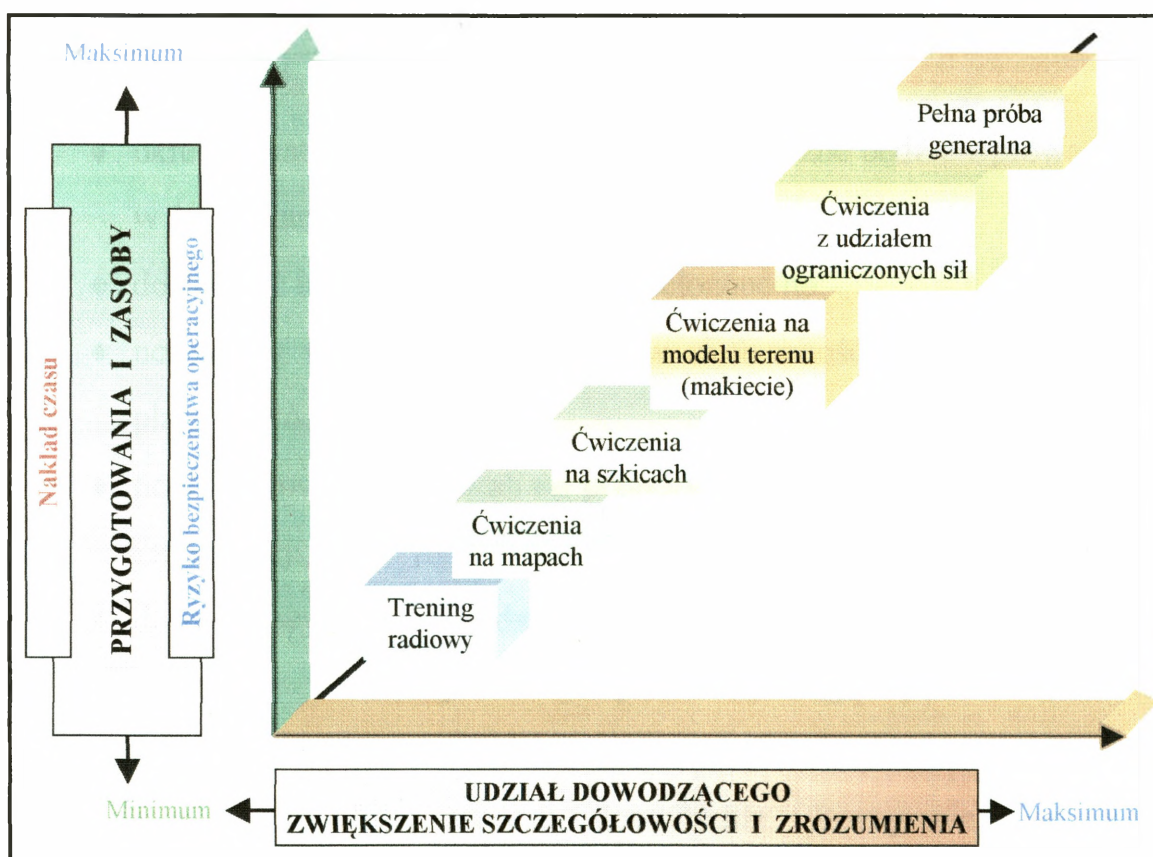 Maksimum
Nakład czasu
PRZYGOTOWANIA I ZASOBY
Ryzyko bezpieczeństwa operacyjnego
Minimum
Pełna próba
generalna
Ćwiczenia
z udziałem
ograniczonych sił
Ćwiczenia na
modelu terenu
(makiecie)
Ćwiczenia
na szkicach
Ćwiczenia
na mapach
Trening
radiowy
UDZIAŁ DOWODZĄCEGO
ZWIĘKSZENIE SZCZEGÓŁOWOŚCI I ZROZUMIENIA
Maksimum